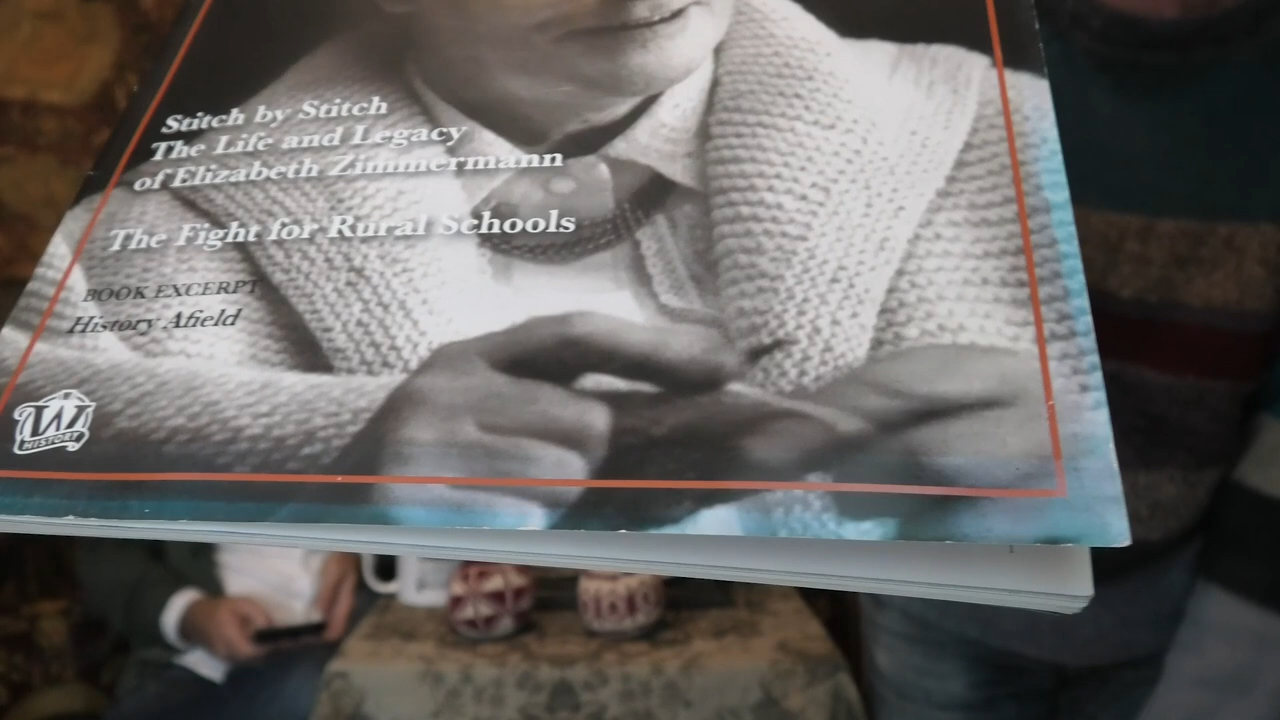 Stitch by Stitch
The Life and Legacy
of Elizabeth Zimmermann
The Fight for Rural Schools
BOOK EXCERPT
History Afield
W
HISTORY